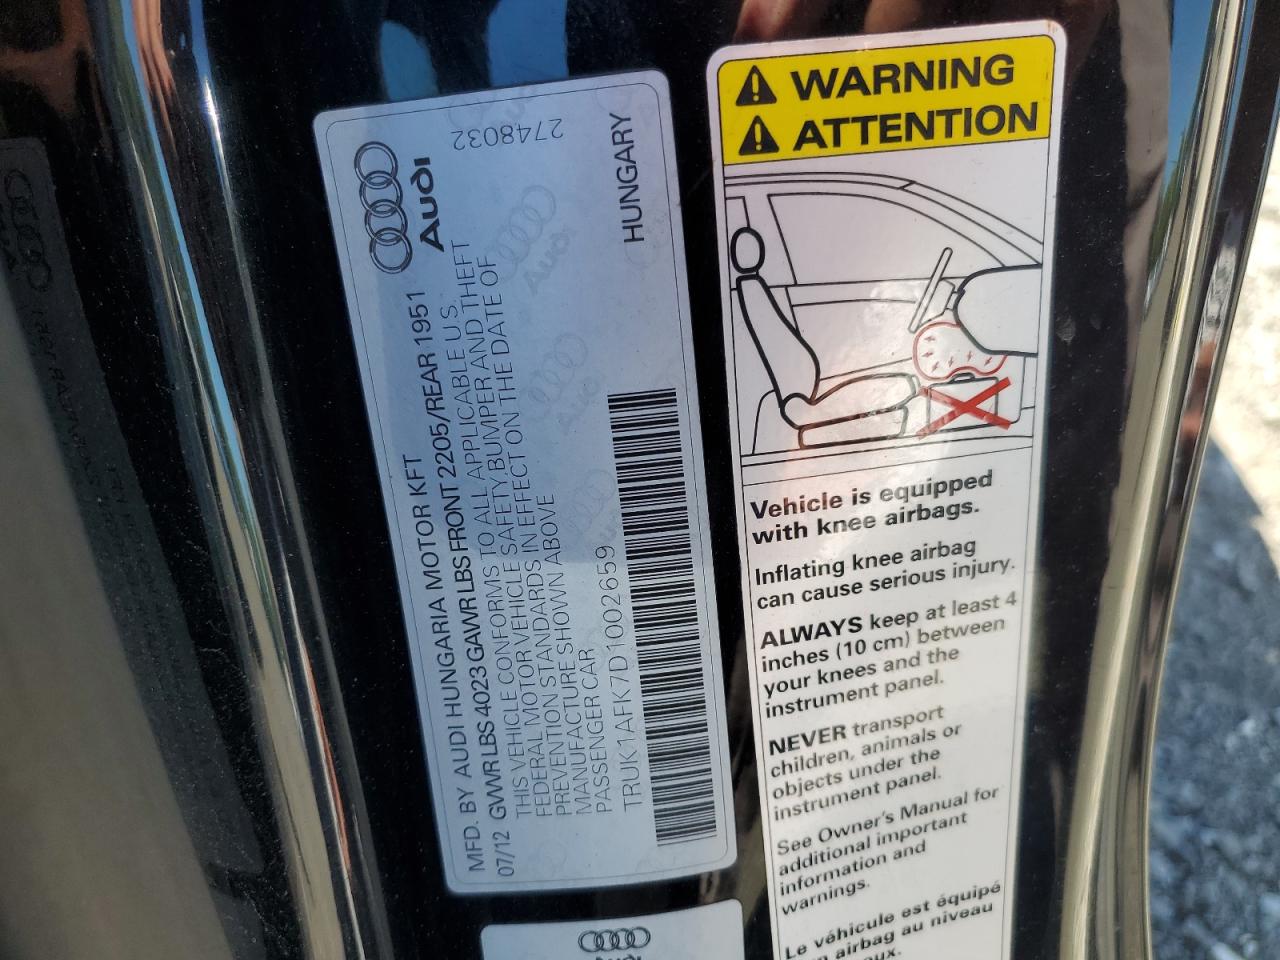 Audi
2748032
MFD. BY AUDI HUNGARIA MOTOR KFT
07/12 GVWR LBS 4023 GAWR LBS FRONT 2205/REAR 1951
THIS VEHICLE CONFORMS TO ALL APPLICABLE U.S.
FEDERAL MOTOR VEHICLE SAFETY BUMPER AND THEFT
PREVENTION STANDARDS IN EFFECT ON THE DATE OF
MANUFACTURE SHOWN ABOVE
PASSENGER CAR
HUNGARY
TRUK1AFK7D1002659
WARNING
ATTENTION
Vehicle is equipped
with knee airbags.
Inflating knee airbag
can cause serious injury.
ALWAYS keep at least 4
inches (10 cm) between
your knees and the
instrument panel.
NEVER transport
children, animals or
objects under the
instrument panel.
See Owner's Manual for
additional important
information and
warnings.
Le véhicule est équipé
airbag au niveau